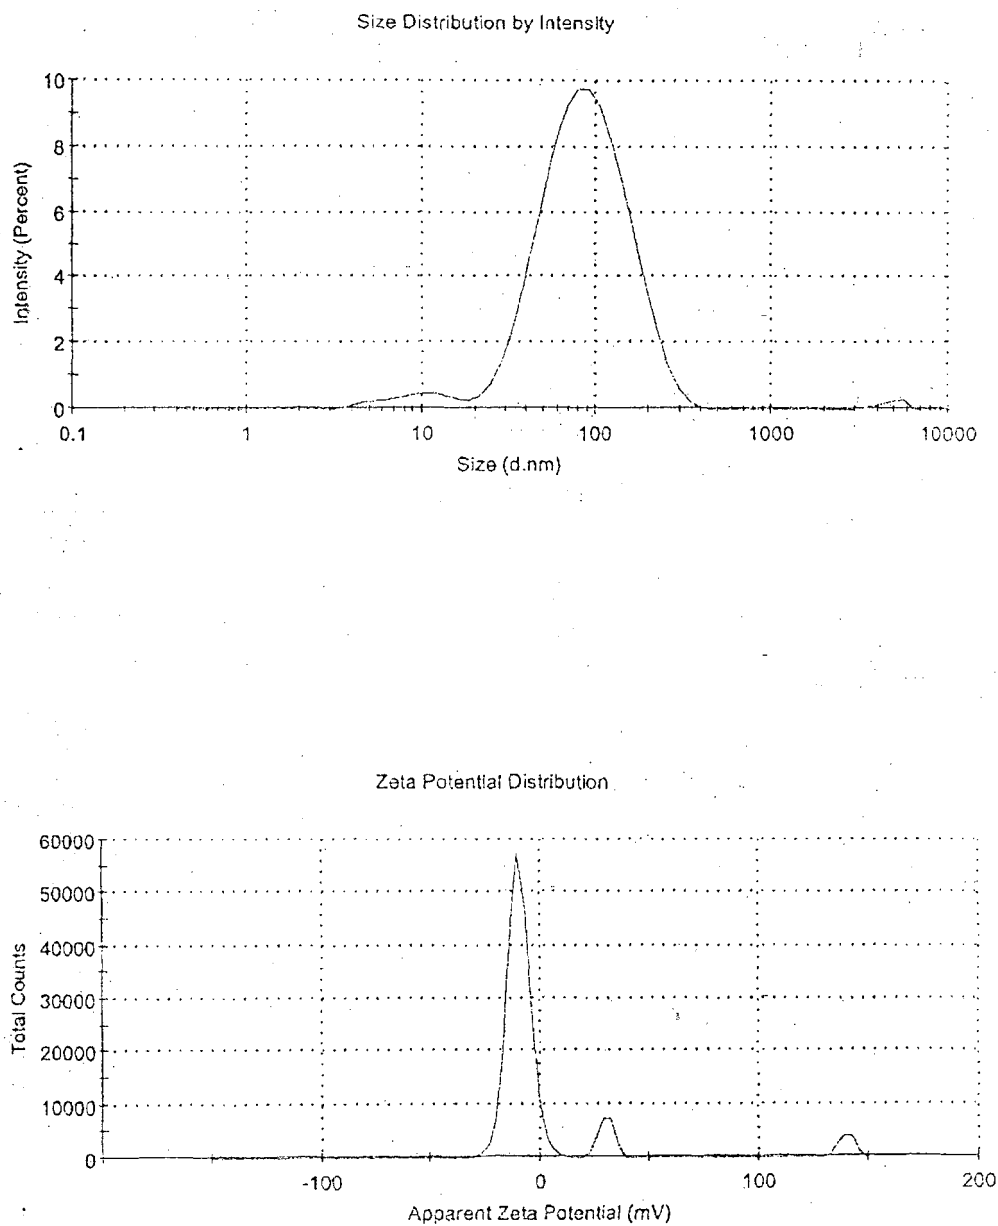 Size Distribution by Intensity
10
8
6
4
2
0
Intensity (Percent)
0.1 1 10 100 1000 10000
Size (d.nm)
Zeta Potential Distribution
60000
50000
40000
30000
20000
10000
0
Total Counts
-100 0 100 200
Apparent Zeta Potential (mV)